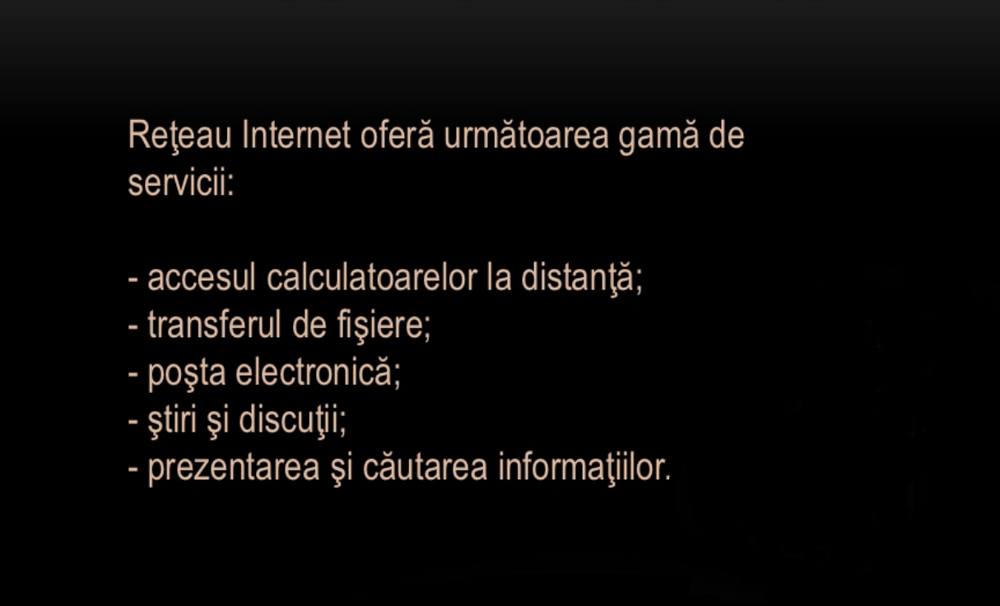 Reţeau Internet oferă următoarea gamă de
servicii:
- accesul calculatoarelor la distanţă;
- transferul de fişiere;
- poşta electronică;
- ştiri şi discuţii;
- prezentarea şi căutarea informaţiilor.